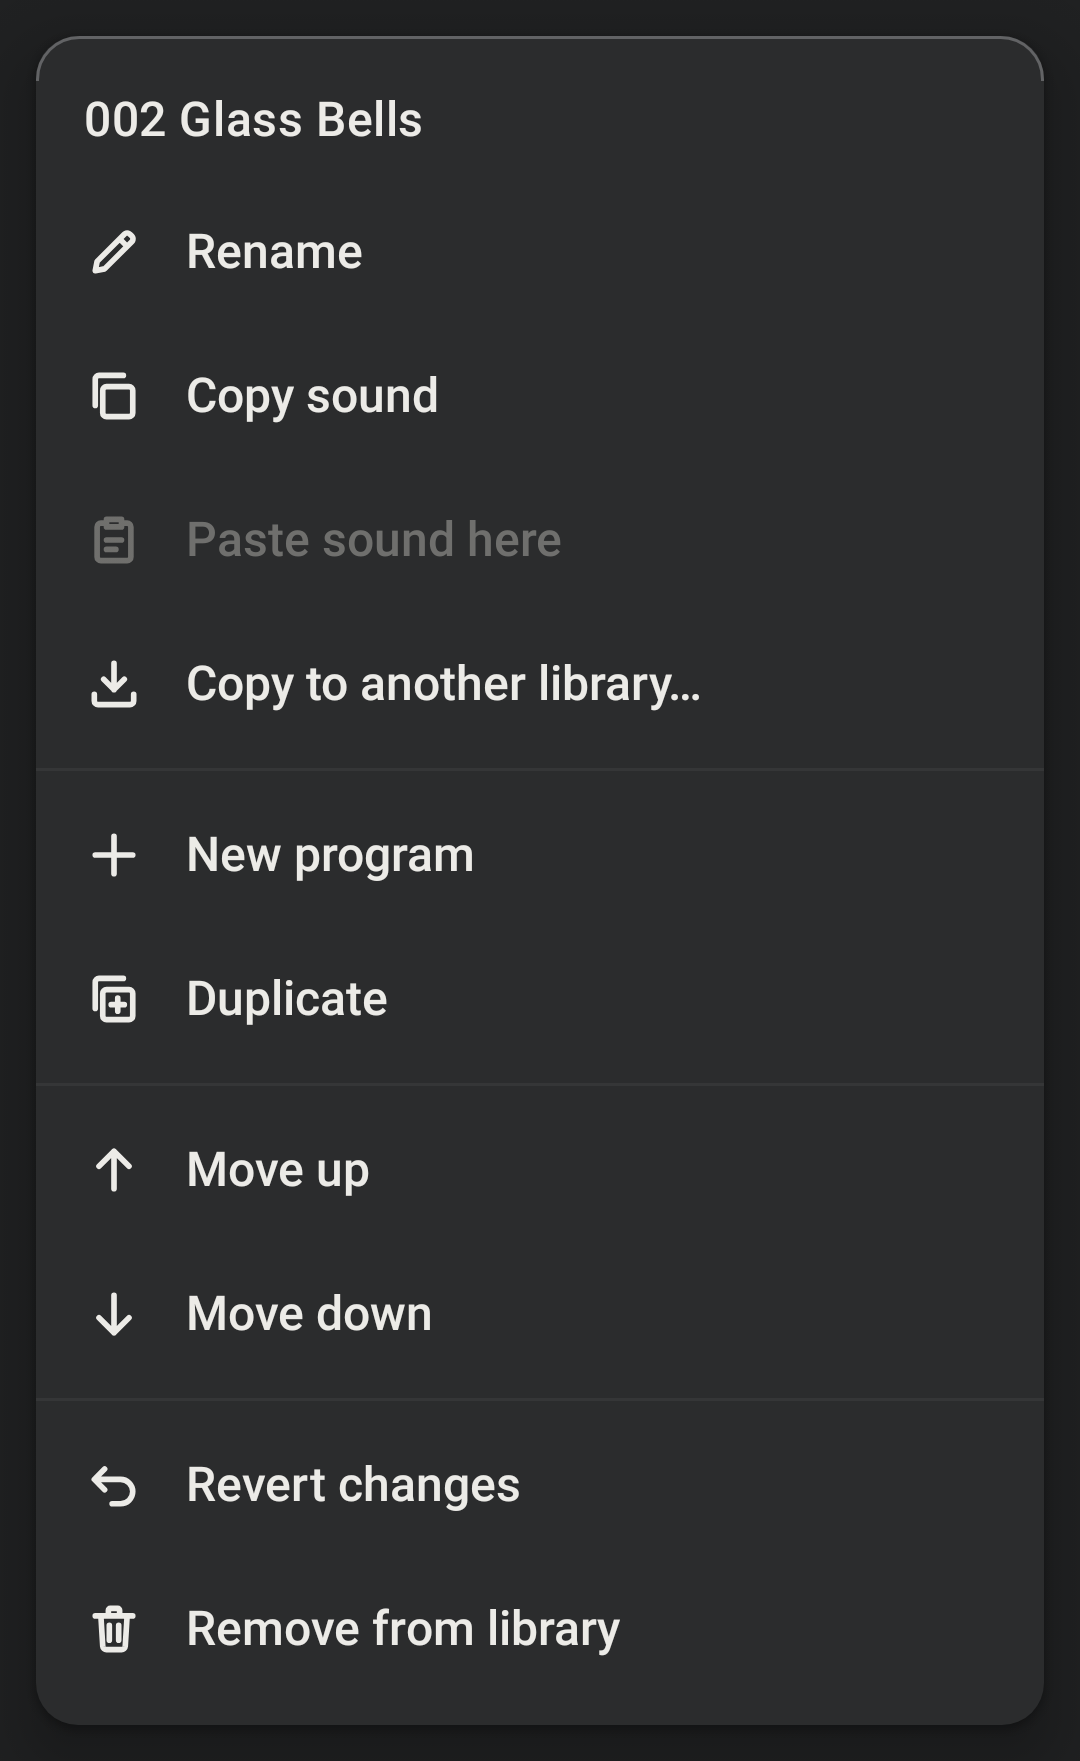 002 Glass Bells
Rename
Copy sound
Paste sound here
Copy to another library...
New program
Duplicate
Move up
Move down
Revert changes
Remove from library